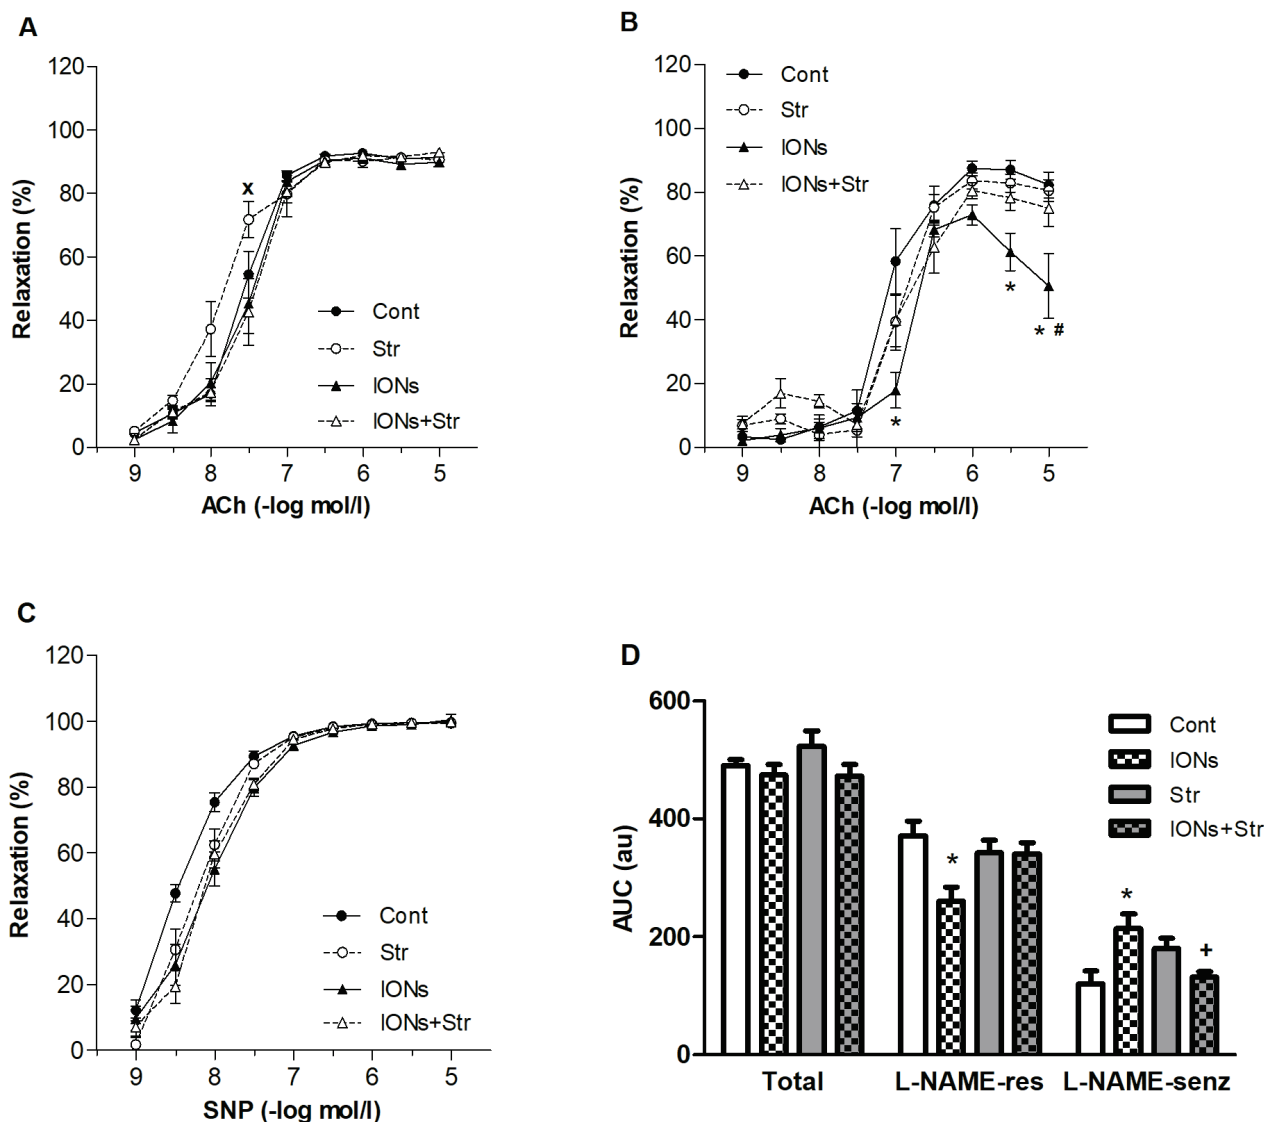 A
120
100
80
60
40
20
0
Relaxation (%)
x
Cont
Str
IONs
IONs+Str
9 8 7 6 5
ACh (-log mol/l)
B
120
100
80
60
40
20
0
Relaxation (%)
Cont
Str
IONs
IONs+Str
*
*
* #
9 8 7 6 5
ACh (-log mol/l)
C
120
100
80
60
40
20
0
Relaxation (%)
Cont
Str
IONs
IONs+Str
9 8 7 6 5
SNP (-log mol/l)
D
600
400
200
0
AUC (au)
Cont
IONs
Str
IONs+Str
*
*
+
Total L-NAME-res L-NAME-senz